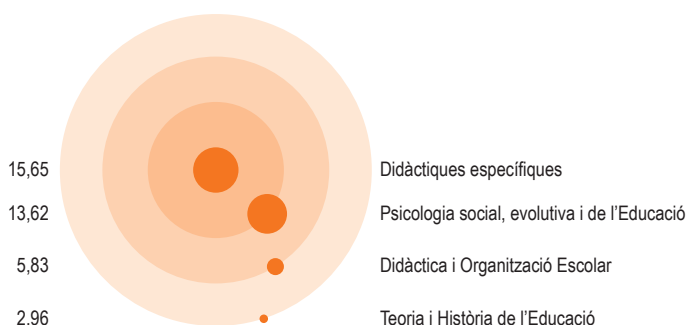 15,65 Didàctiques específiques
13,62 Psicologia social, evolutiva i de l’Educació
5,83 Didàctica i Organització Escolar
2.96 Teoria i Història de l’Educació